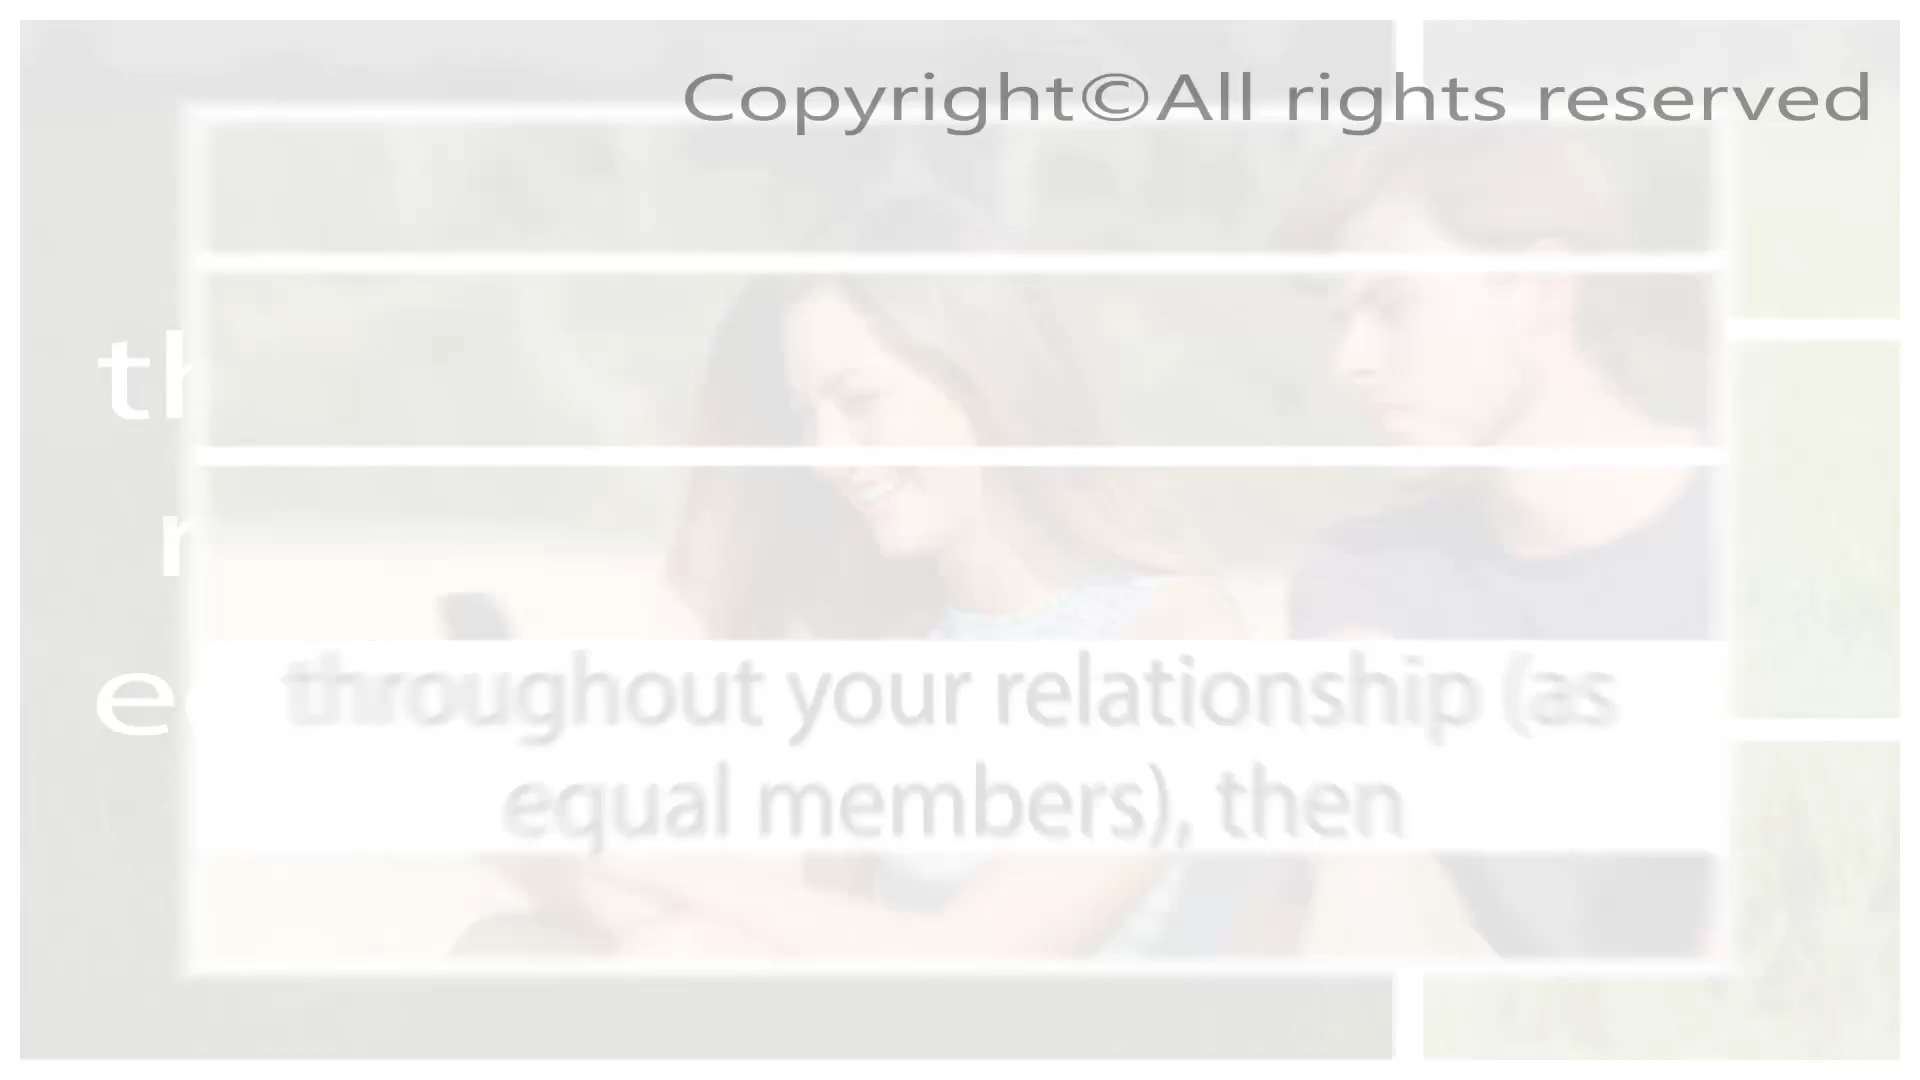 Copyright©All rights reserved
throughout your relationship (as
equal members), then